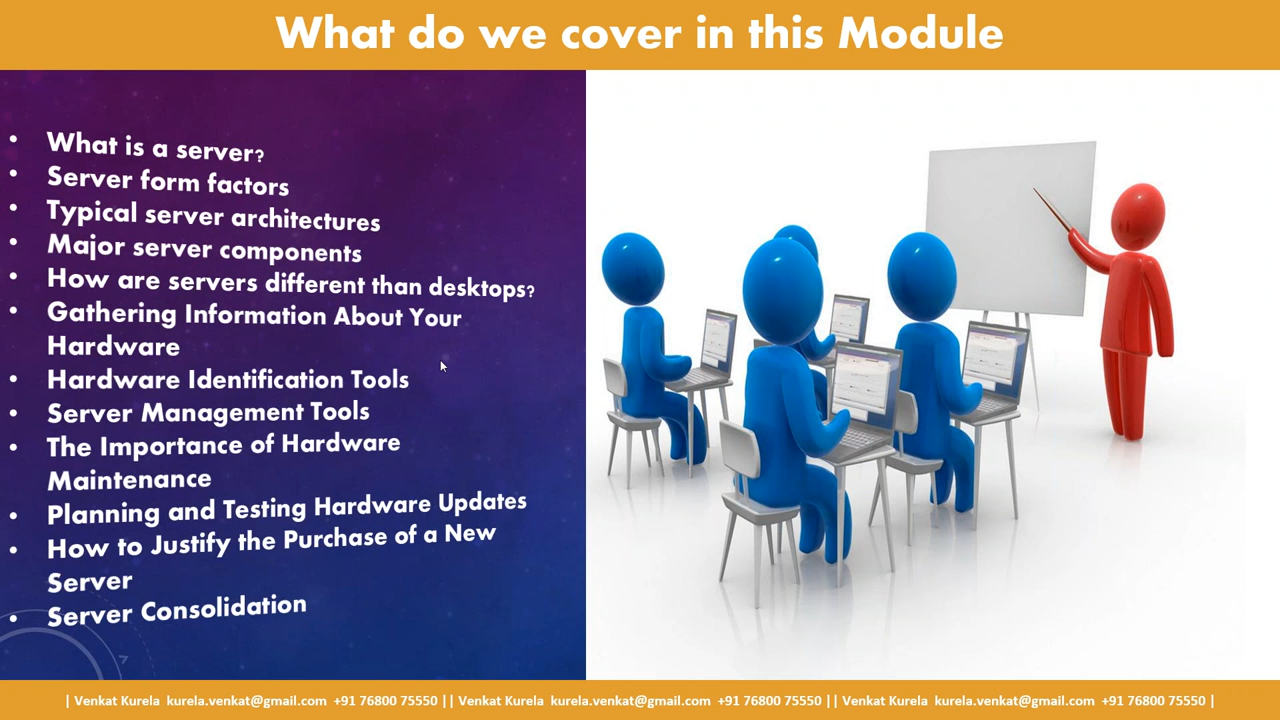 What do we cover in this Module
• What is a server?
• Server form factors
• Typical server architectures
• Major server components
• How are servers different than desktops?
• Gathering Information About Your
Hardware
• Hardware Identification Tools
• Server Management Tools
• The Importance of Hardware
Maintenance
• Planning and Testing Hardware Updates
• How to Justify the Purchase of a New
Server
• Server Consolidation
| Venkat Kurela kurela.venkat@gmail.com +91 76800 75550 || Venkat Kurela kurela.venkat@gmail.com +91 76800 75550 || Venkat Kurela kurela.venkat@gmail.com +91 76800 75550 |